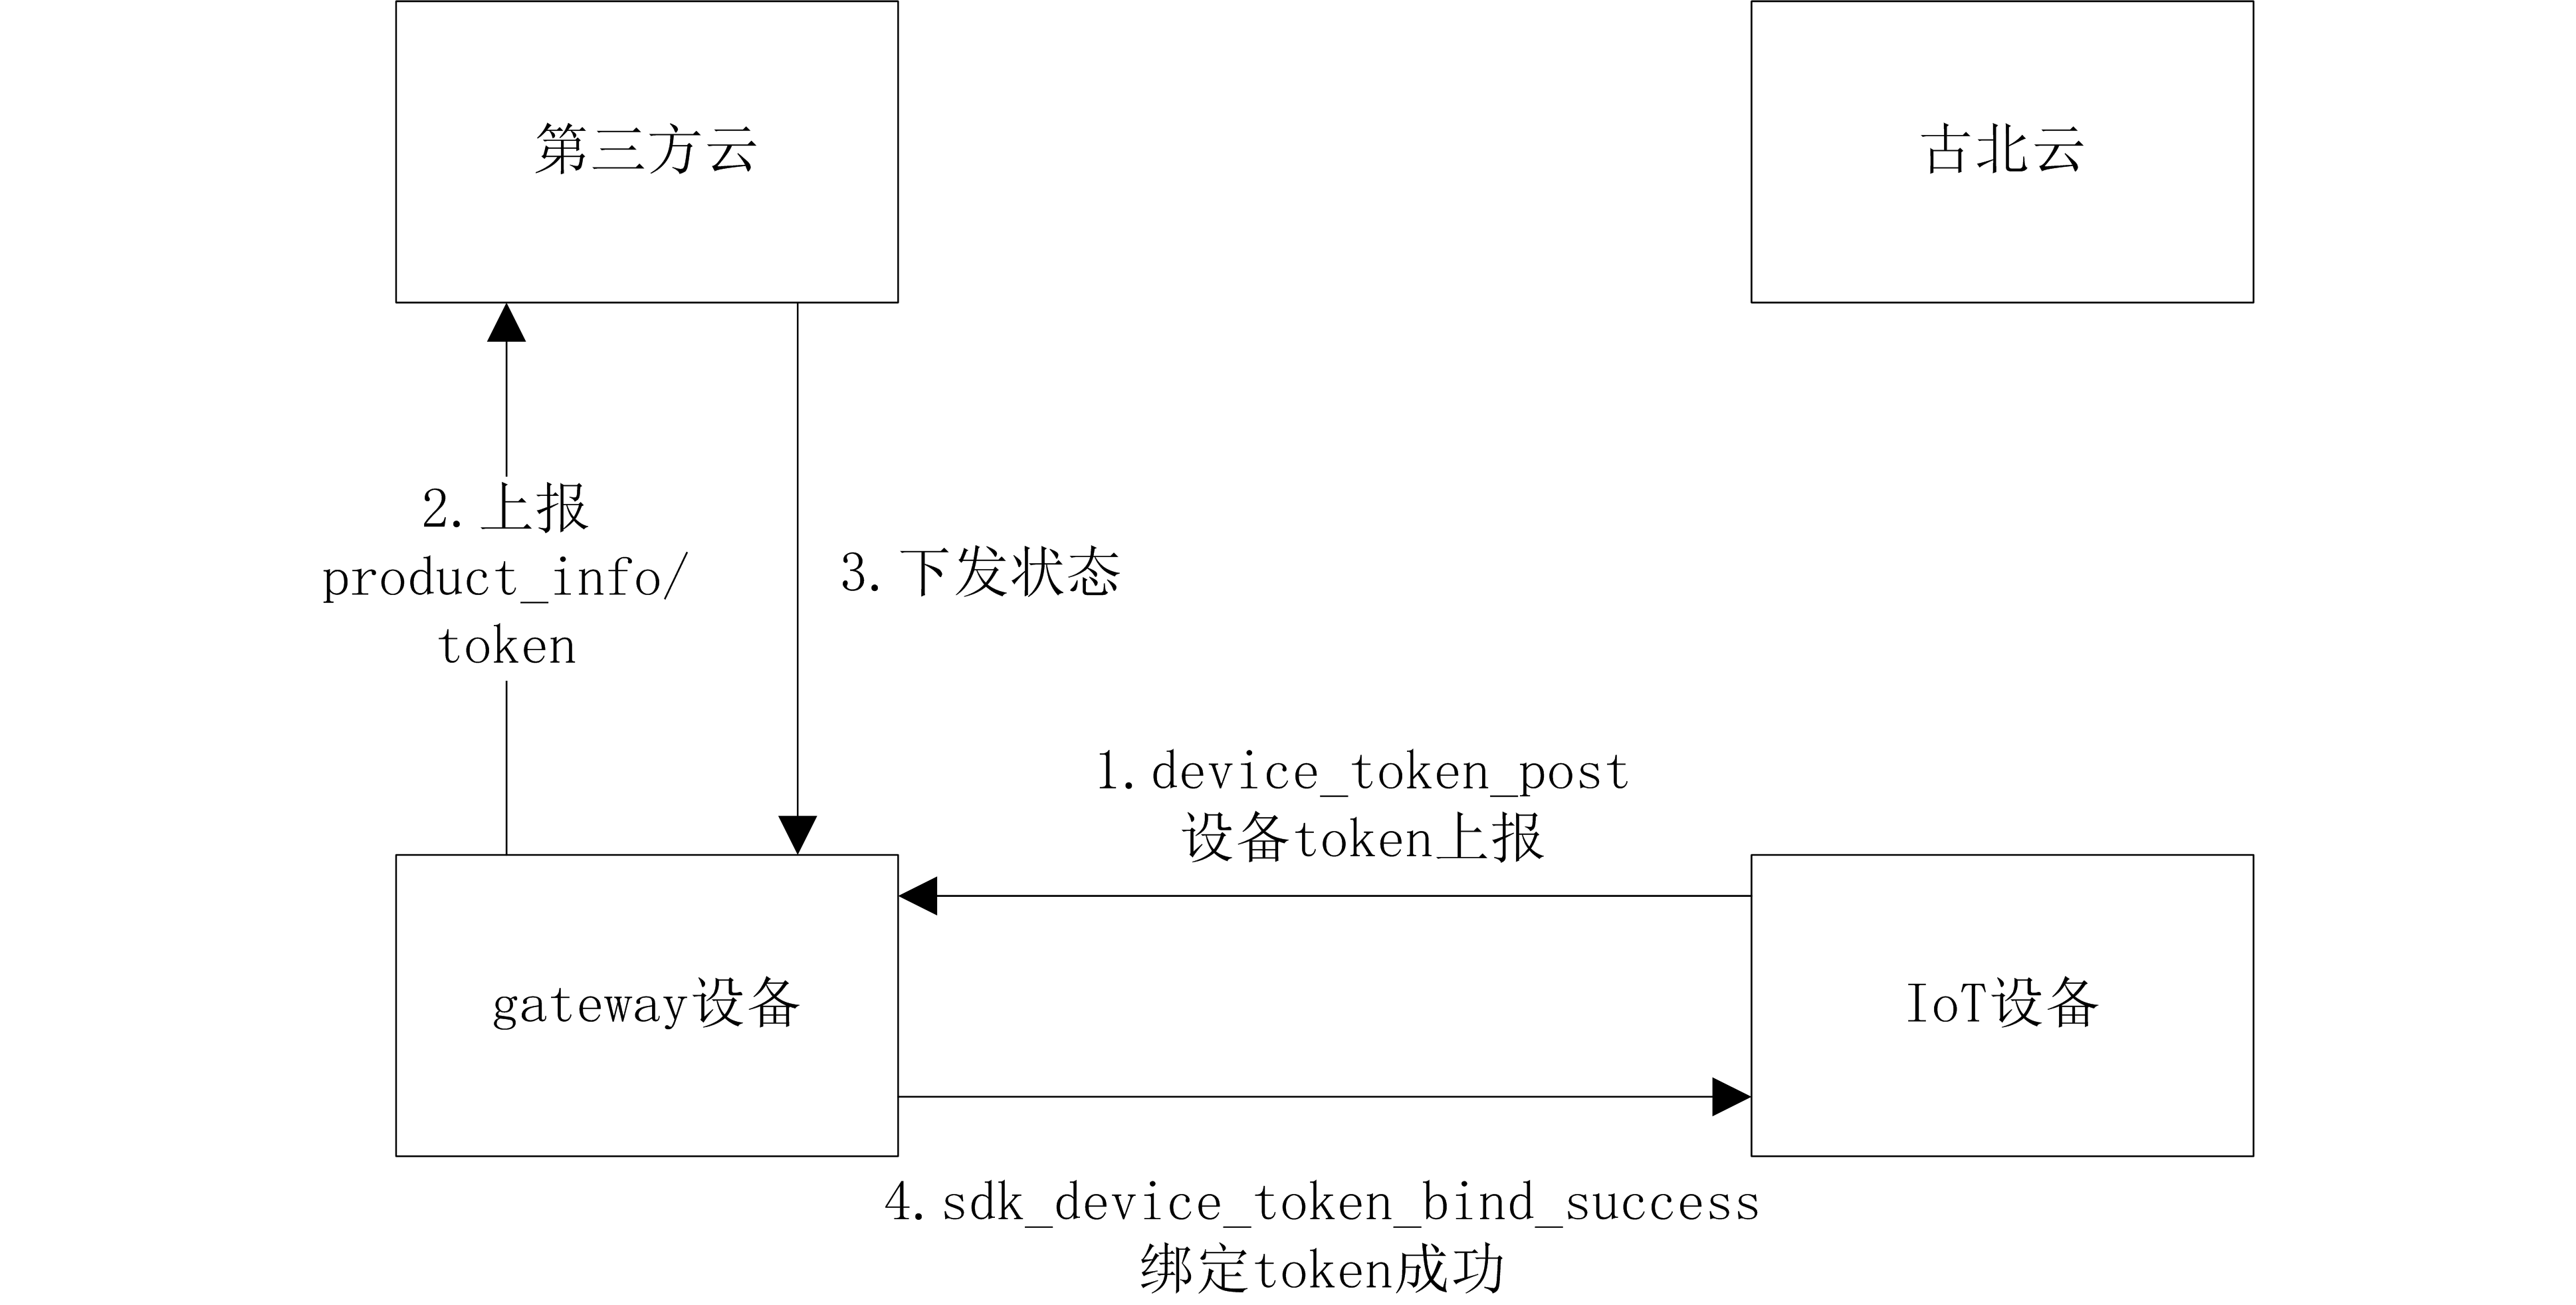 第三方云
古北云
2.上报
product_info/
token
3.下发状态
1.device_token_post
设备token上报
gateway设备
IoT设备
4.sdk_device_token_bind_success
绑定token成功